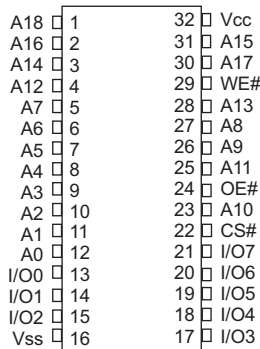 A18 1 32 Vcc
A16 2 31 A15
A14 3 30 A17
A12 4 29 WE#
A7 5 28 A13
A6 6 27 A8
A5 7 26 A9
A4 8 25 A11
A3 9 24 OE#
A2 10 23 A10
A1 11 22 CS#
A0 12 21 I/O7
I/O0 13 20 I/O6
I/O1 14 19 I/O5
I/O2 15 18 I/O4
Vss 16 17 I/O3